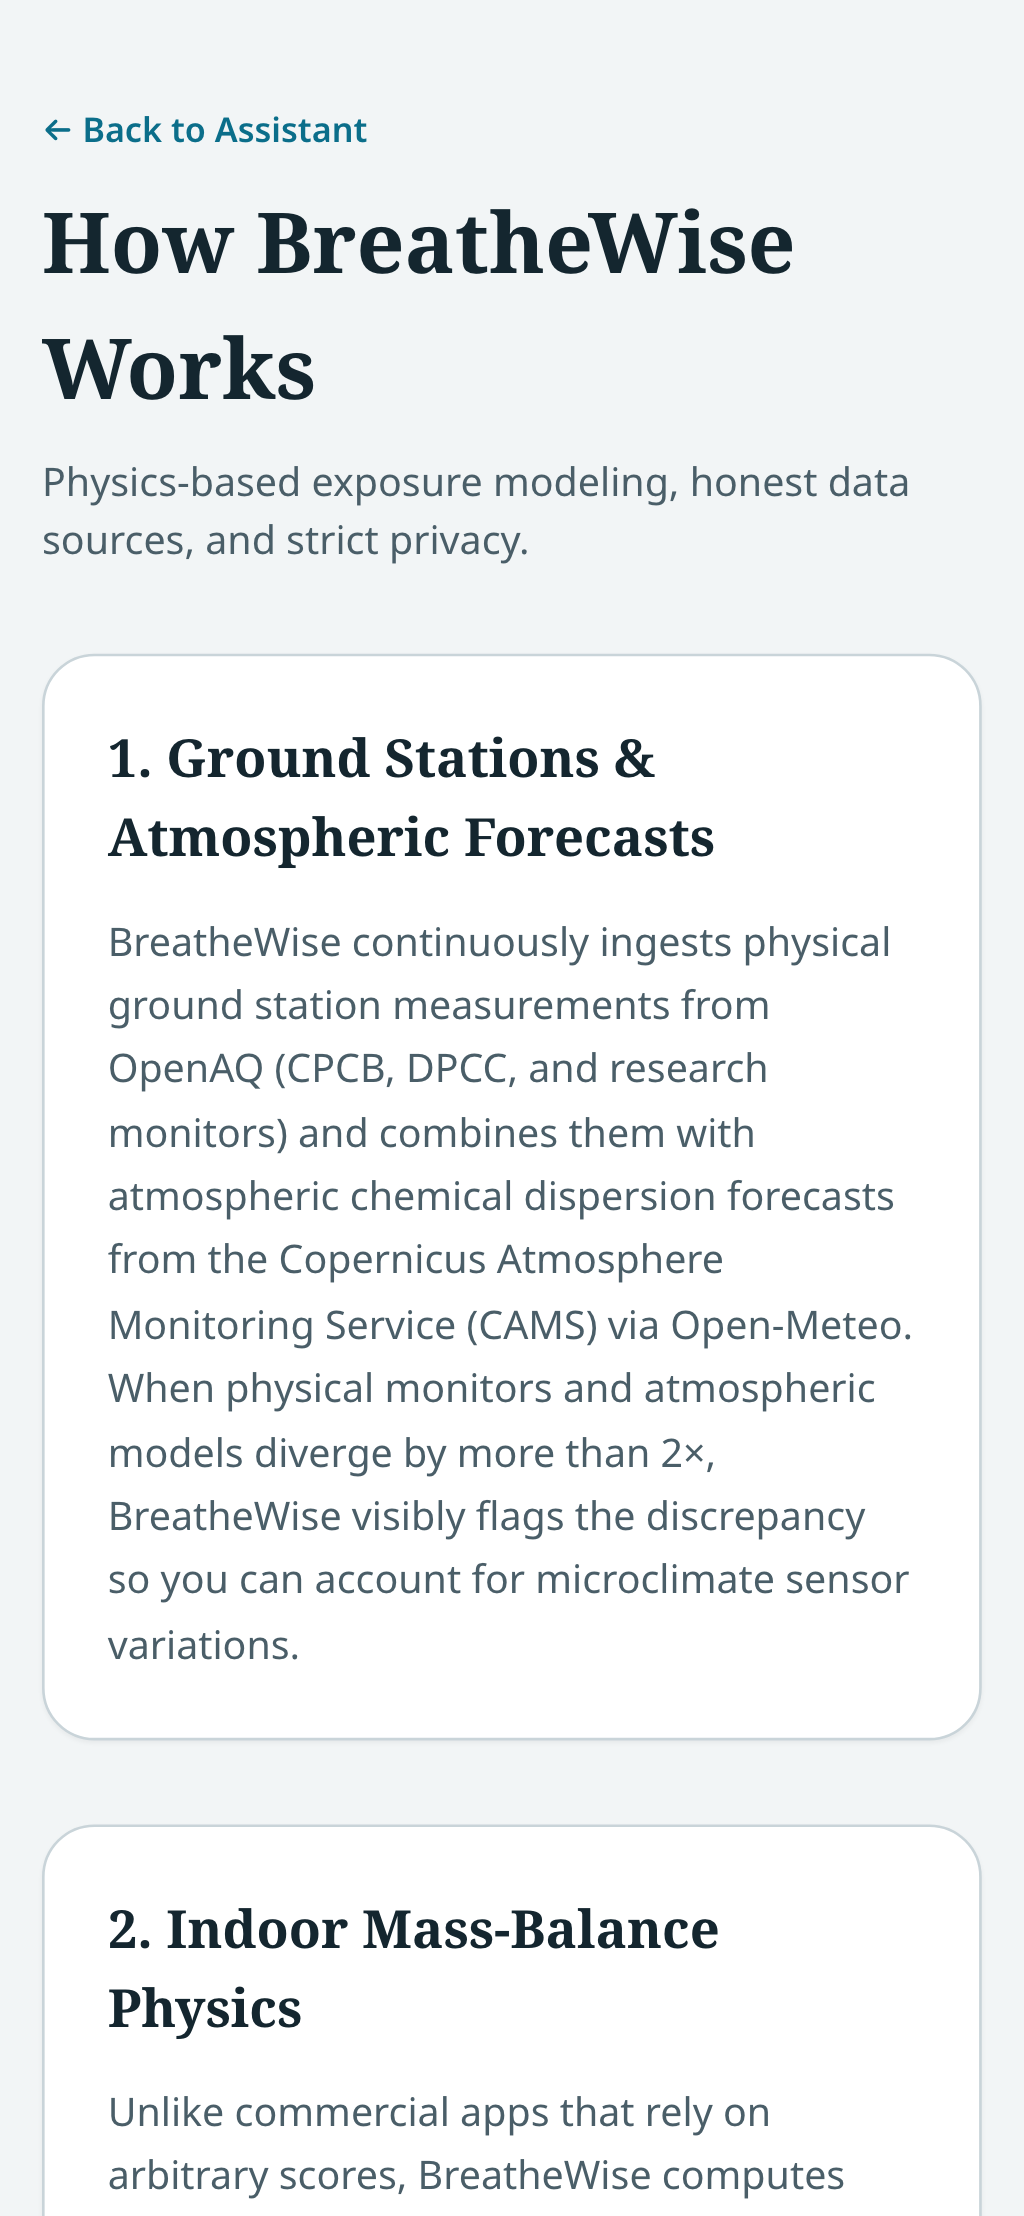 ← Back to Assistant
How BreatheWise
Works
Physics-based exposure modeling, honest data
sources, and strict privacy.
1. Ground Stations &
Atmospheric Forecasts
BreatheWise continuously ingests physical
ground station measurements from
OpenAQ (CPCB, DPCC, and research
monitors) and combines them with
atmospheric chemical dispersion forecasts
from the Copernicus Atmosphere
Monitoring Service (CAMS) via Open-Meteo.
When physical monitors and atmospheric
models diverge by more than 2×,
BreatheWise visibly flags the discrepancy
so you can account for microclimate sensor
variations.
2. Indoor Mass-Balance
Physics
Unlike commercial apps that rely on
arbitrary scores, BreatheWise computes